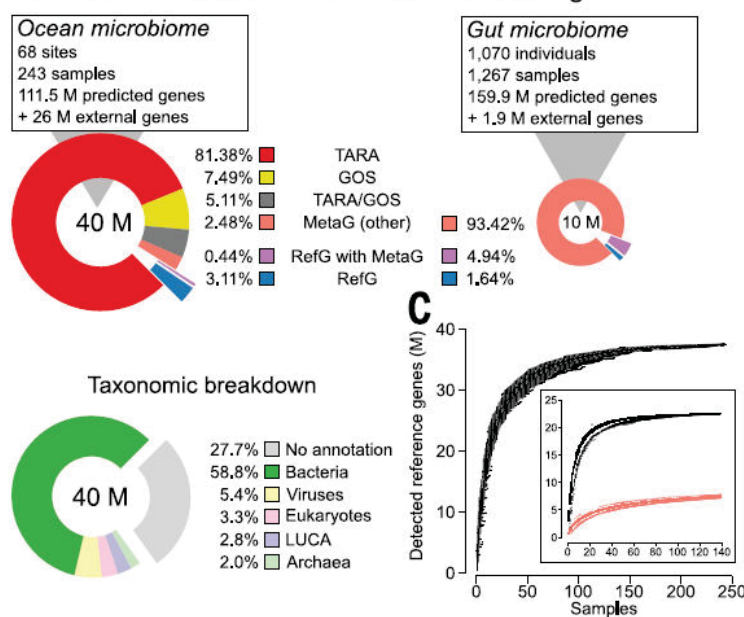 Ocean microbiome
68 sites
243 samples
111.5 M predicted genes
+ 26 M external genes
Gut microbiome
1,070 individuals
1,267 samples
159.9 M predicted genes
+ 1.9 M external genes
40 M
81.38% TARA
7.49% GOS
5.11% TARA/GOS
2.48% MetaG (other) 93.42%
0.44% RefG with MetaG 4.94%
3.11% RefG 1.64%
10 M
Taxonomic breakdown
40 M
27.7% No annotation
58.8% Bacteria
5.4% Viruses
3.3% Eukaryotes
2.8% LUCA
2.0% Archaea
C
Detected reference genes (M)
40
30
20
10
0
0 50 100 150 200 250
Samples
25
20
15
10
5
0
0 20 40 60 80 100 120 140